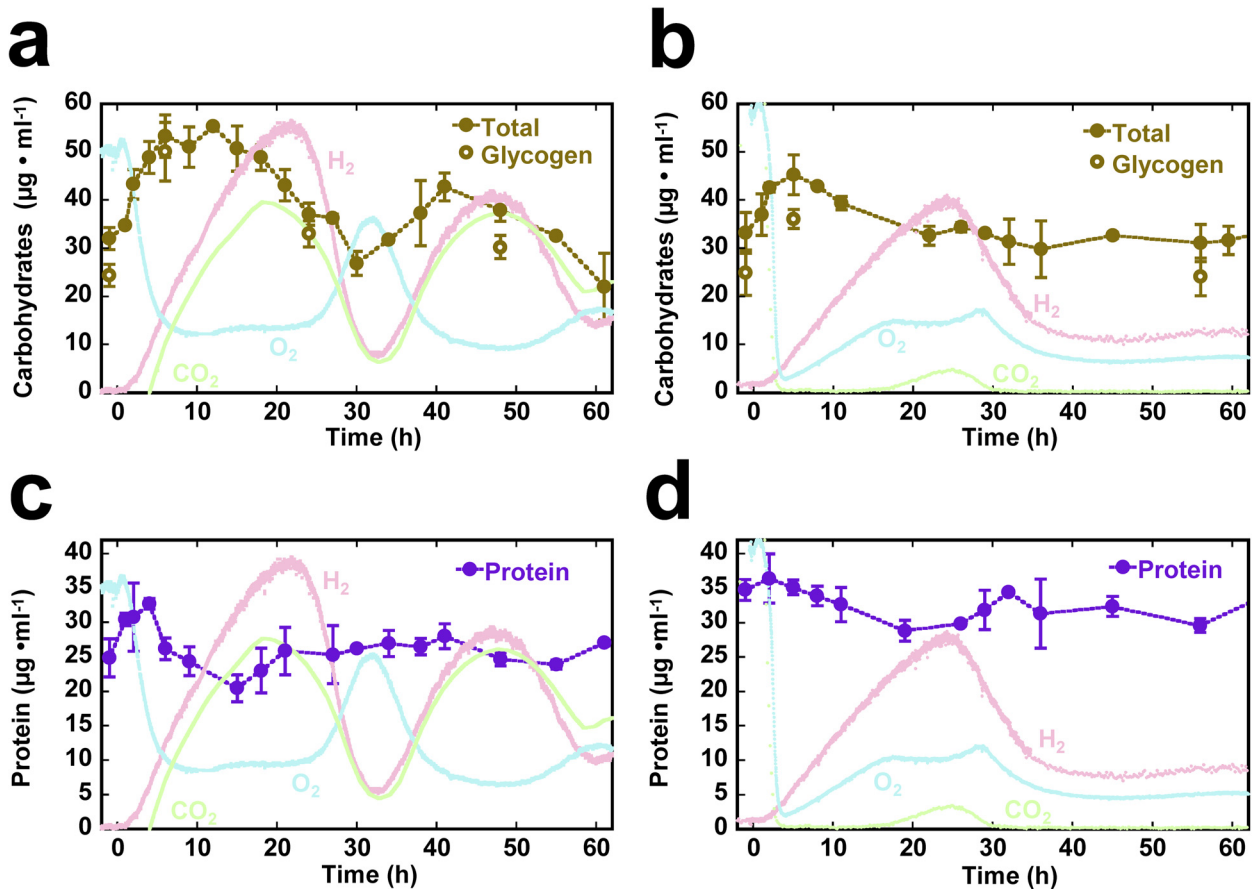 a
Carbohydrates (µg • ml-1)
60
50
40
30
20
10
0
Total
Glycogen
H2
O2
CO2
0 10 20 30 40 50 60
Time (h)
b
Carbohydrates (µg • ml-1)
60
50
40
30
20
10
0
Total
Glycogen
H2
O2
CO2
0 10 20 30 40 50 60
Time (h)
c
Protein (µg •ml-1)
40
35
30
25
20
15
10
5
0
Protein
H2
O2
CO2
0 10 20 30 40 50 60
Time (h)
d
Protein (µg •ml-1)
40
35
30
25
20
15
10
5
0
Protein
H2
O2
CO2
0 10 20 30 40 50 60
Time (h)